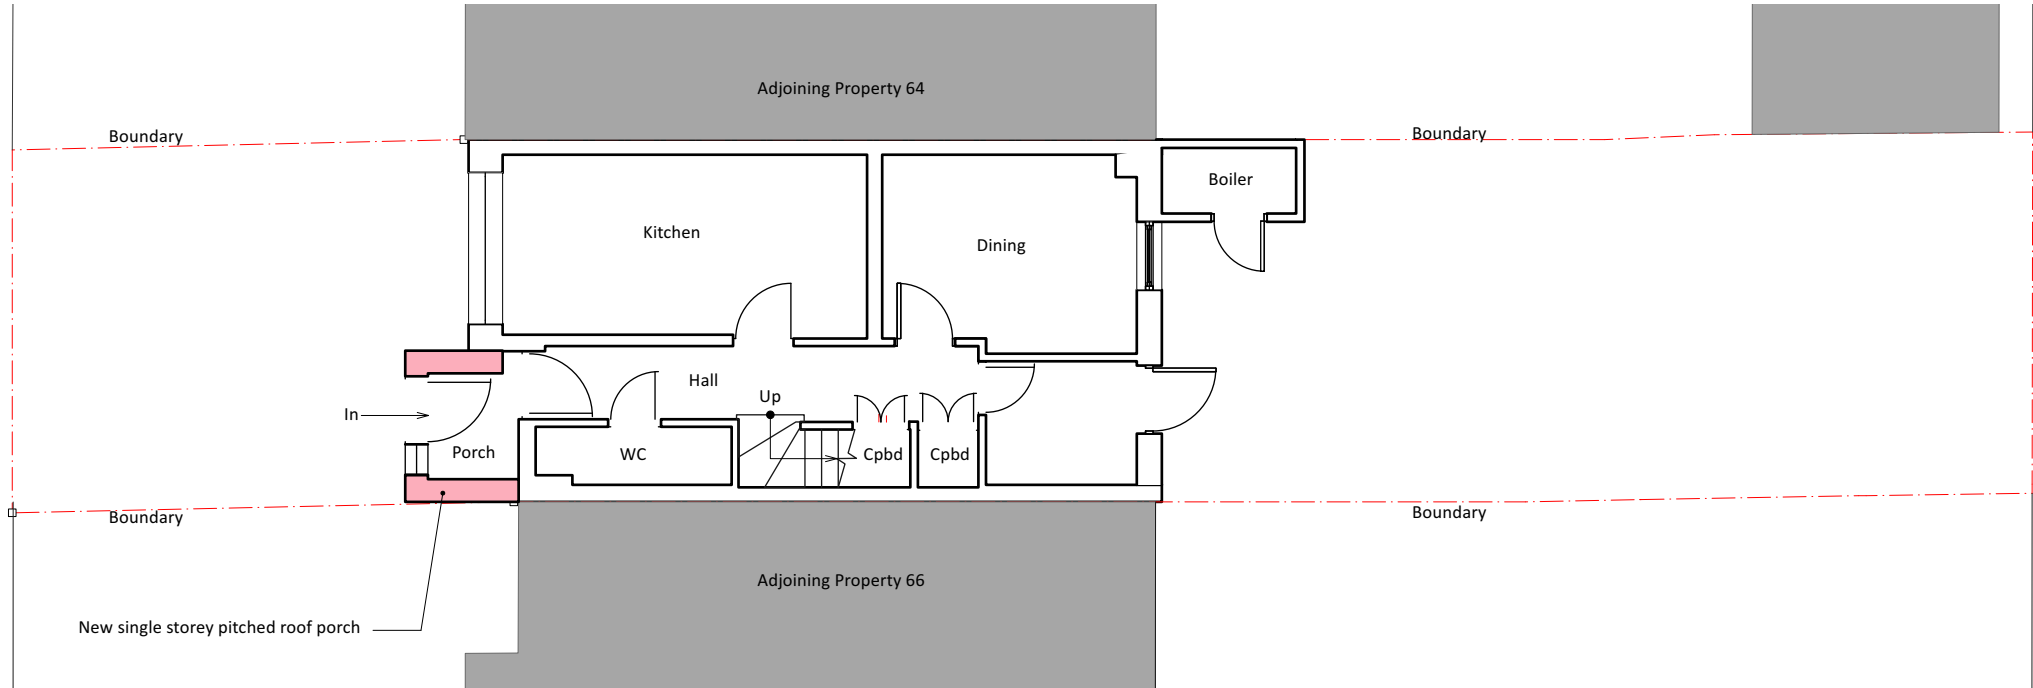 Adjoining Property 64
Boundary
Boundary
Boiler
Kitchen
Dining
Hall
Up
In
Porch
WC
Cpbd
Cpbd
Boundary
Boundary
Adjoining Property 66
New single storey pitched roof porch